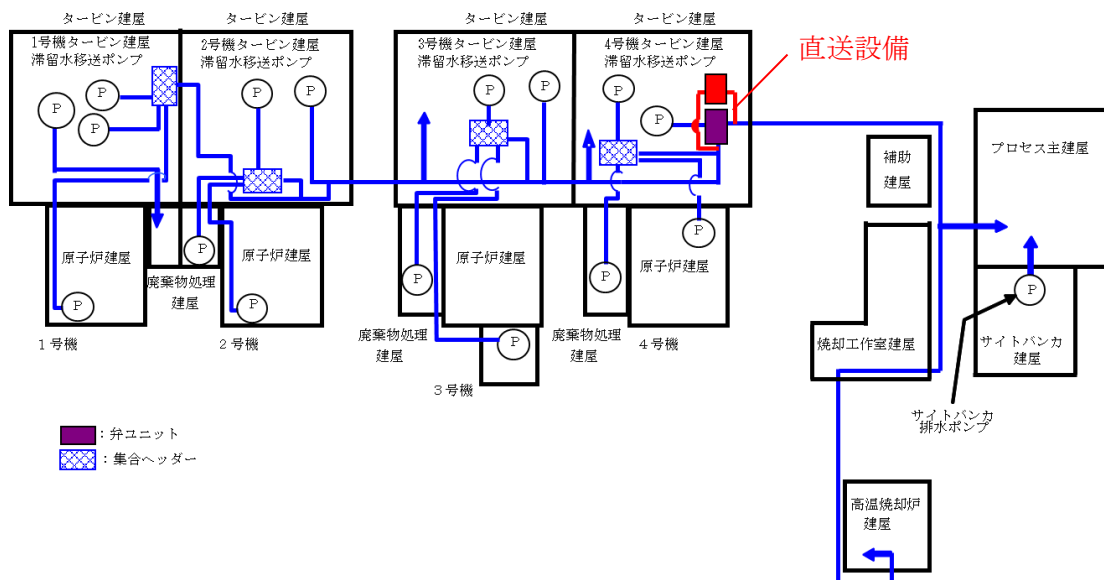 タービン建屋
タービン建屋
タービン建屋
タービン建屋
1号機タービン建屋
滞留水移送ポンプ
2号機タービン建屋
滞留水移送ポンプ
3号機タービン建屋
滞留水移送ポンプ
4号機タービン建屋
滞留水移送ポンプ
直送設備
P
P
P
P
P
P
P
P
P
補助
建屋
プロセス主建屋
原子炉建屋
P
原子炉建屋
原子炉建屋
原子炉建屋
P
廃棄物処理
建屋
P
P
P
P
P
P
1号機
2号機
廃棄物処理
建屋
3号機
廃棄物処理
建屋
4号機
焼却工作室建屋
サイトバンカ
建屋
サイトバンカ
排水ポンプ
:弁ユニット
:集合ヘッダー
高温焼却炉
建屋